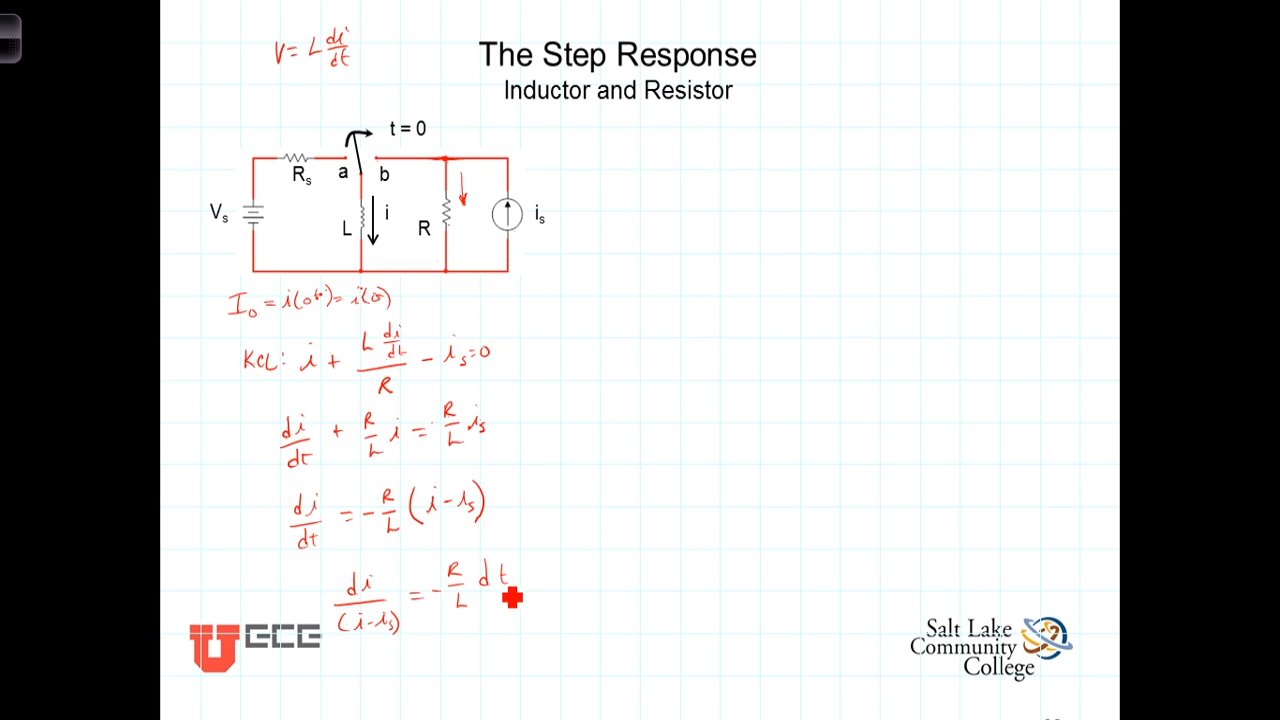 V = L di/dt
The Step Response
Inductor and Resistor
t = 0
Rs a b
Vs L i R is
I₀ = i(0⁺) = i(0⁻)
KCL: i + (L di/dt)/R - is = 0
di/dt + R/L i = R/L is
di/dt = - R/L (i - is)
di/(i - is) = - R/L dt
U ECE
Salt Lake
Community
College